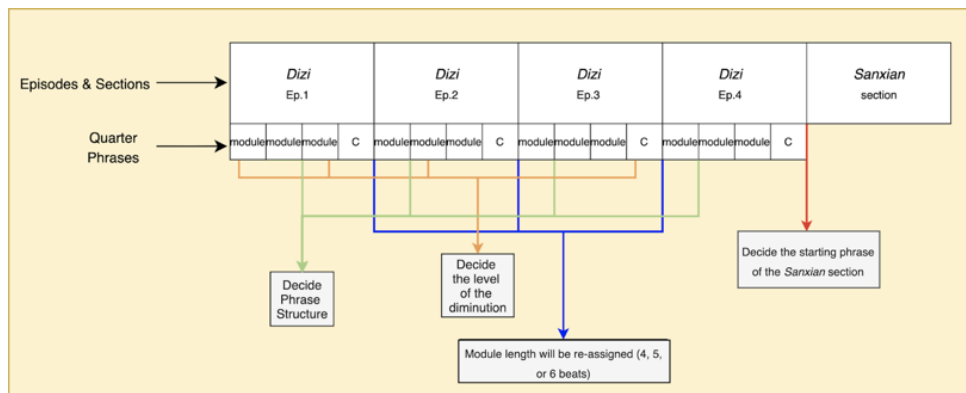 Dizi
Dizi
Dizi
Dizi
Sanxian
Episodes & Sections
Ep.1
Ep.2
Ep.3
Ep.4
section
Quarter
Phrases
module
module
module
C
module
module
module
C
module
module
module
C
module
module
module
C
Decide
Phrase
Structure
Decide
the level
of the
diminution
Decide the starting phrase
of the Sanxian section
Module length will be re-assigned (4, 5,
or 6 beats)